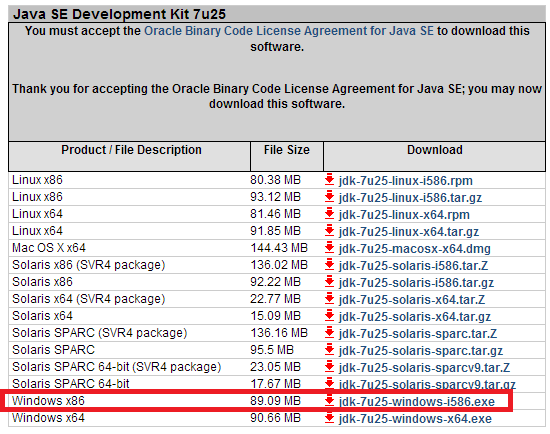 Java SE Development Kit 7u25
You must accept the Oracle Binary Code License Agreement for Java SE to download this
software.
Thank you for accepting the Oracle Binary Code License Agreement for Java SE; you may now
download this software.
Product / File Description File Size Download
Linux x86 80.38 MB jdk-7u25-linux-i586.rpm
Linux x86 93.12 MB jdk-7u25-linux-i586.tar.gz
Linux x64 81.46 MB jdk-7u25-linux-x64.rpm
Linux x64 91.85 MB jdk-7u25-linux-x64.tar.gz
Mac OS X x64 144.43 MB jdk-7u25-macosx-x64.dmg
Solaris x86 (SVR4 package) 136.02 MB jdk-7u25-solaris-i586.tar.Z
Solaris x86 92.22 MB jdk-7u25-solaris-i586.tar.gz
Solaris x64 (SVR4 package) 22.77 MB jdk-7u25-solaris-x64.tar.Z
Solaris x64 15.09 MB jdk-7u25-solaris-x64.tar.gz
Solaris SPARC (SVR4 package) 136.16 MB jdk-7u25-solaris-sparc.tar.Z
Solaris SPARC 95.5 MB jdk-7u25-solaris-sparc.tar.gz
Solaris SPARC 64-bit (SVR4 package) 23.05 MB jdk-7u25-solaris-sparcv9.tar.Z
Solaris SPARC 64-bit 17.67 MB jdk-7u25-solaris-sparcv9.tar.gz
Windows x86 89.09 MB jdk-7u25-windows-i586.exe
Windows x64 90.66 MB jdk-7u25-windows-x64.exe